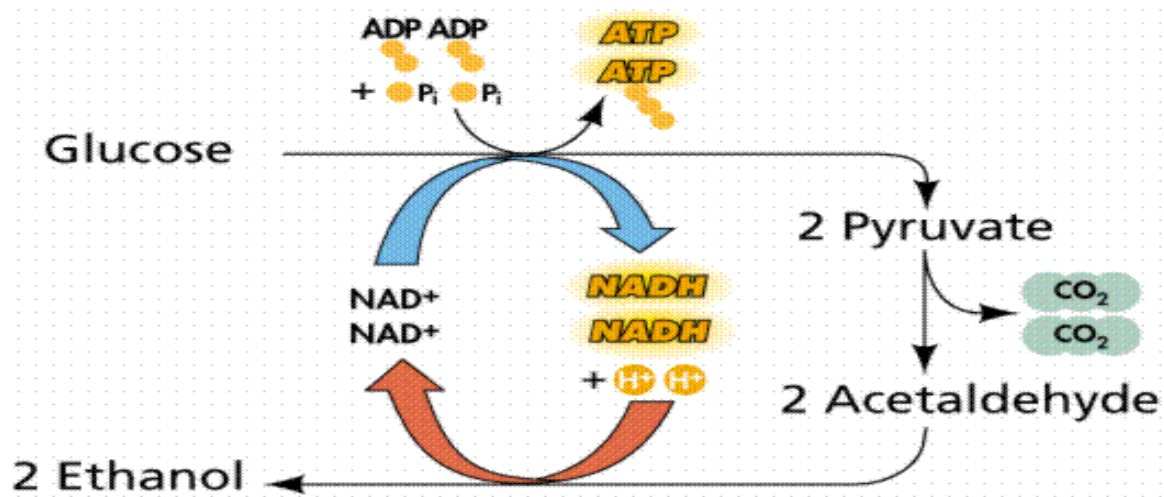 ADP ADP
+ Pi Pi
ATP
ATP
Glucose
2 Pyruvate
CO2
CO2
NAD+
NAD+
NADH
NADH
+ H+ H+
2 Acetaldehyde
2 Ethanol